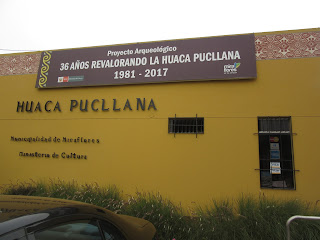 Proyecto Arqueológico
36 AÑOS REVALORANDO LA HUACA PUCLLANA
1981 - 2017
HUACA PUCLLANA
Municipalidad de Miraflores
Ministerio de Cultura